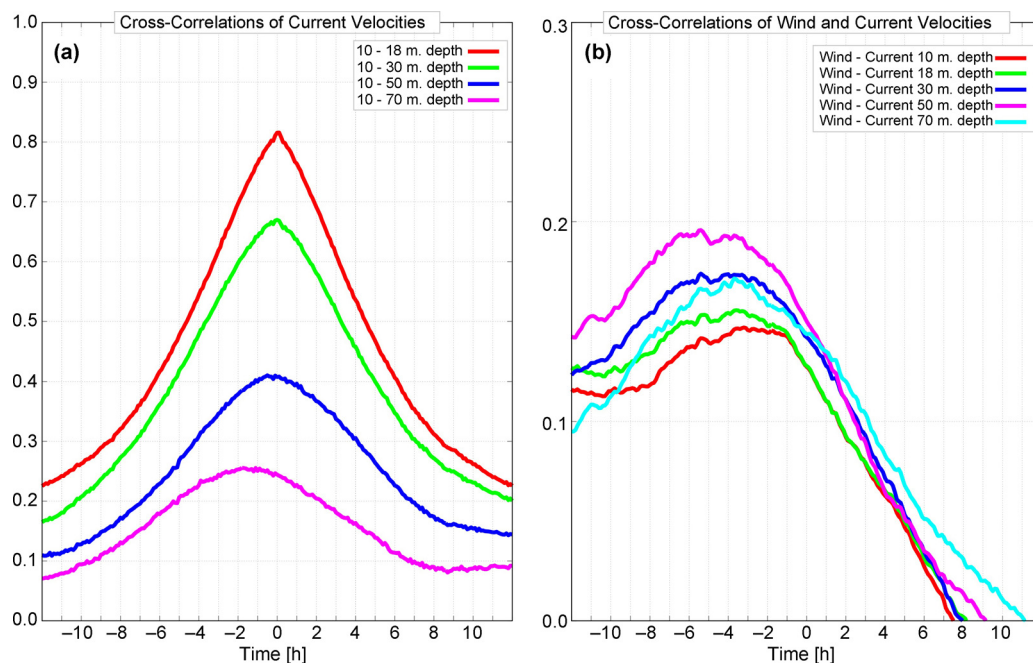 Cross-Correlations of Current Velocities
(a)
10 - 18 m. depth
10 - 30 m. depth
10 - 50 m. depth
10 - 70 m. depth
1.0
0.9
0.8
0.7
0.6
0.5
0.4
0.3
0.2
0.1
0.0
−10 −8 −6 −4 −2 0 2 4 6 8 10
Time [h]
Cross-Correlations of Wind and Current Velocities
(b)
Wind - Current 10 m. depth
Wind - Current 18 m. depth
Wind - Current 30 m. depth
Wind - Current 50 m. depth
Wind - Current 70 m. depth
0.3
0.2
0.1
0.0
−10 −8 −6 −4 −2 0 2 4 6 8 10
Time [h]